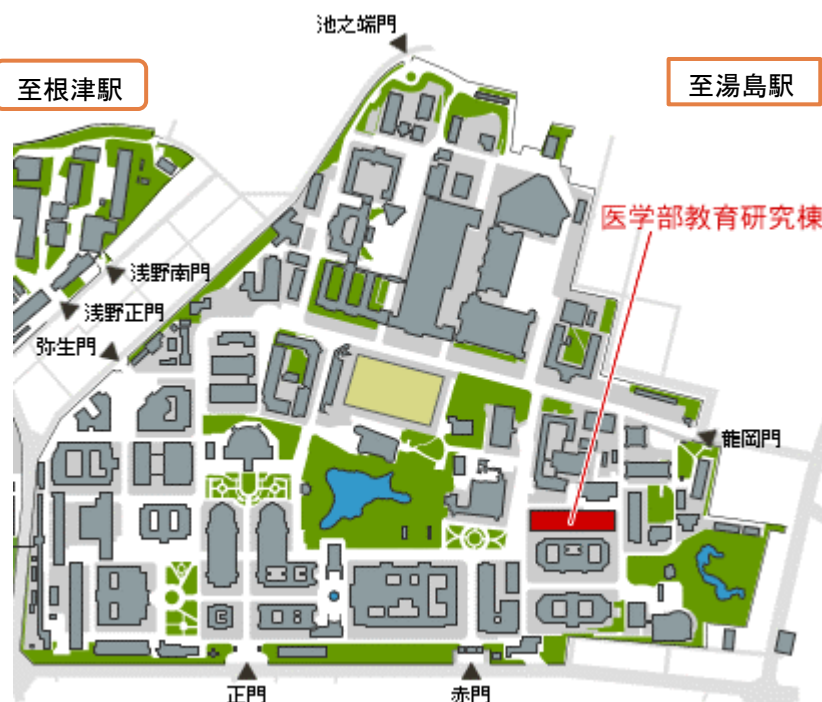 池之端門
至根津駅
至湯島駅
医学部教育研究棟
浅野南門
浅野正門
弥生門
龍岡門
正門
赤門